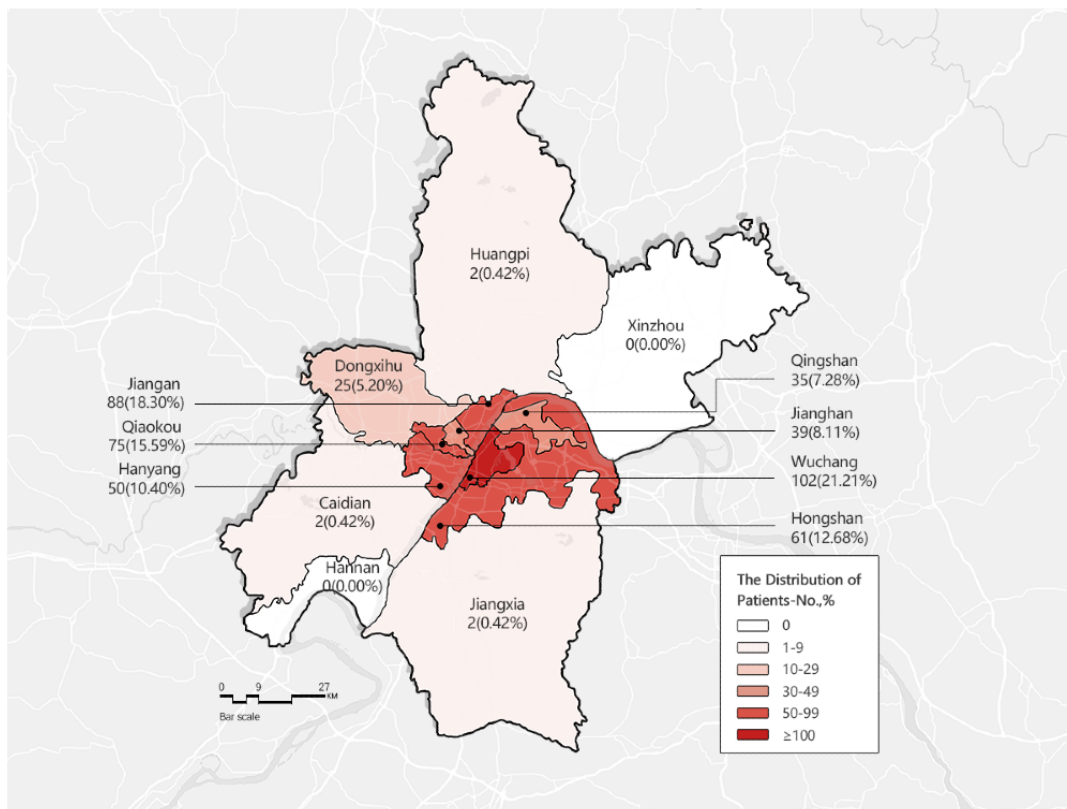 Huangpi
2(0.42%)
Xinzhou
0(0.00%)
Dongxihu
25(5.20%)
Qingshan
35(7.28%)
Jiangan
88(18.30%)
Jianghan
39(8.11%)
Qiaokou
75(15.59%)
Wuchang
102(21.21%)
Hanyang
50(10.40%)
Caidian
2(0.42%)
Hongshan
61(12.68%)
Hannan
0(0.00%)
Jiangxia
2(0.42%)
The Distribution of
Patients-No.,%
0
1-9
10-29
30-49
50-99
≥100
0 9 27
KM
Bar scale